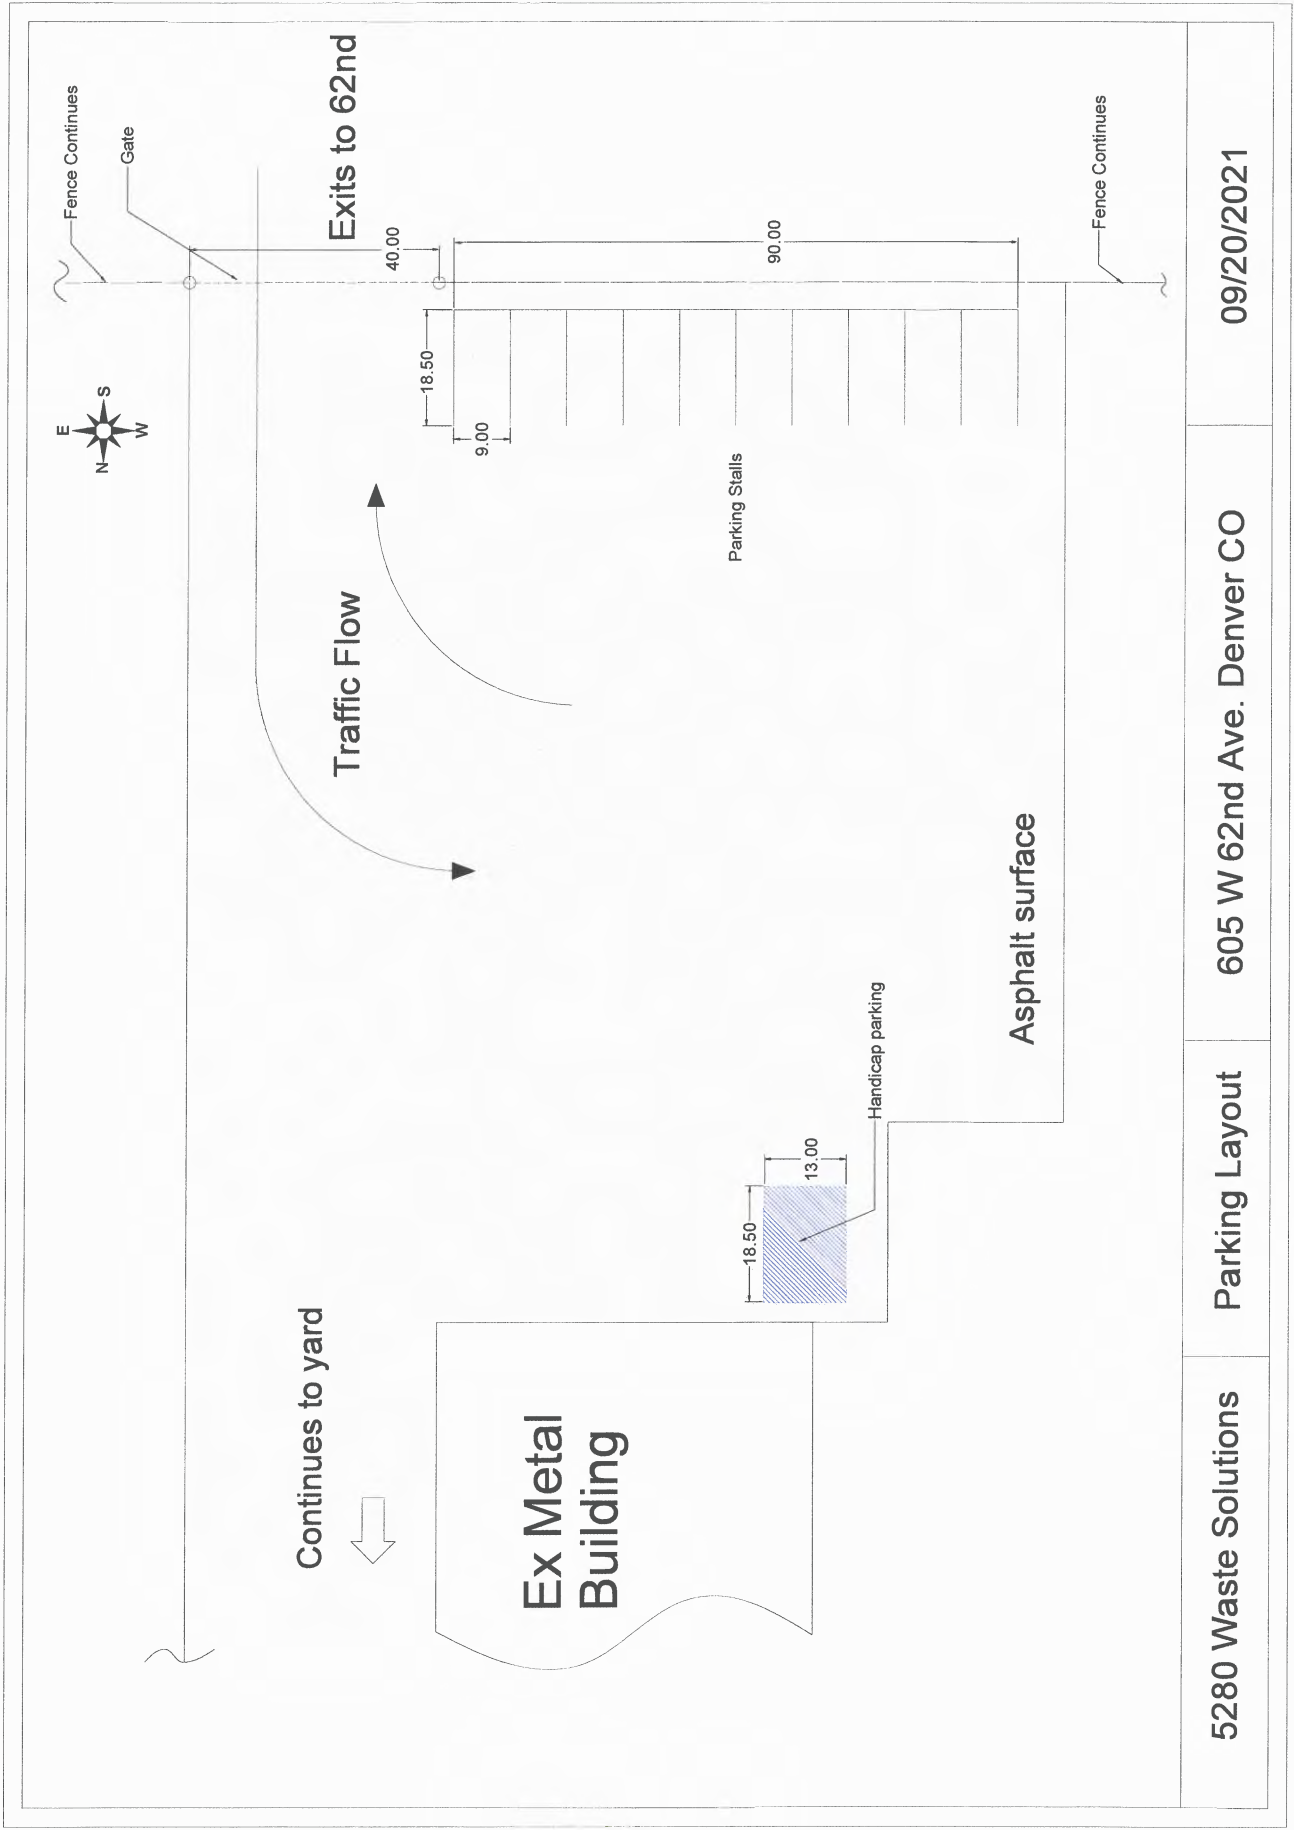 Continues to yard
Ex Metal
Building
Traffic Flow
Exits to 62nd
Fence Continues
Gate
E
N
S
W
40.00
90.00
18.50
9.00
Parking Stalls
18.50
13.00
Handicap parking
Asphalt surface
Fence Continues
5280 Waste Solutions
Parking Layout
605 W 62nd Ave. Denver CO
09/20/2021